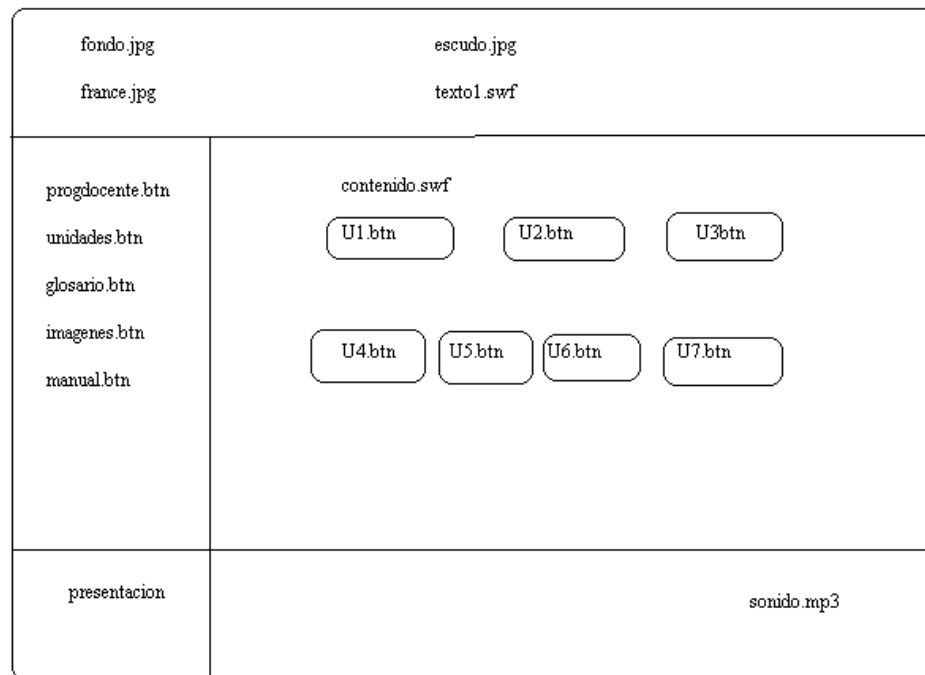 fondo.jpg escudo.jpg
france.jpg texto1.swf
progdocente.btn
unidades.btn
glosario.btn
imagenes.btn
manual.btn
contenido.swf
U1.btn U2.btn U3btn
U4.btn U5.btn U6.btn U7.btn
presentacion
sonido.mp3